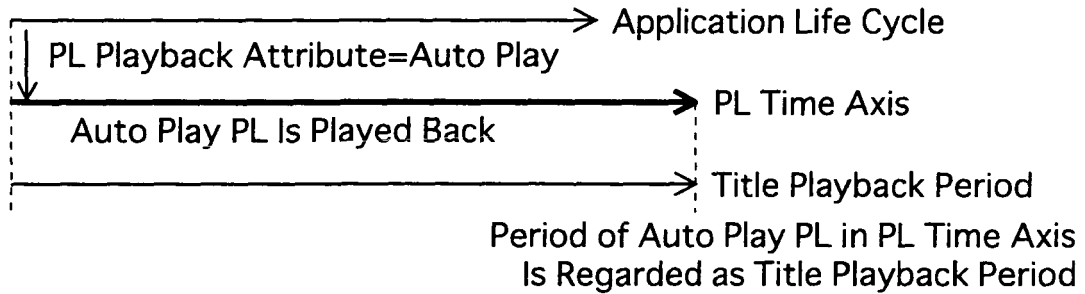 Application Life Cycle
PL Playback Attribute=Auto Play
PL Time Axis
Auto Play PL Is Played Back
Title Playback Period
Period of Auto Play PL in PL Time Axis
Is Regarded as Title Playback Period